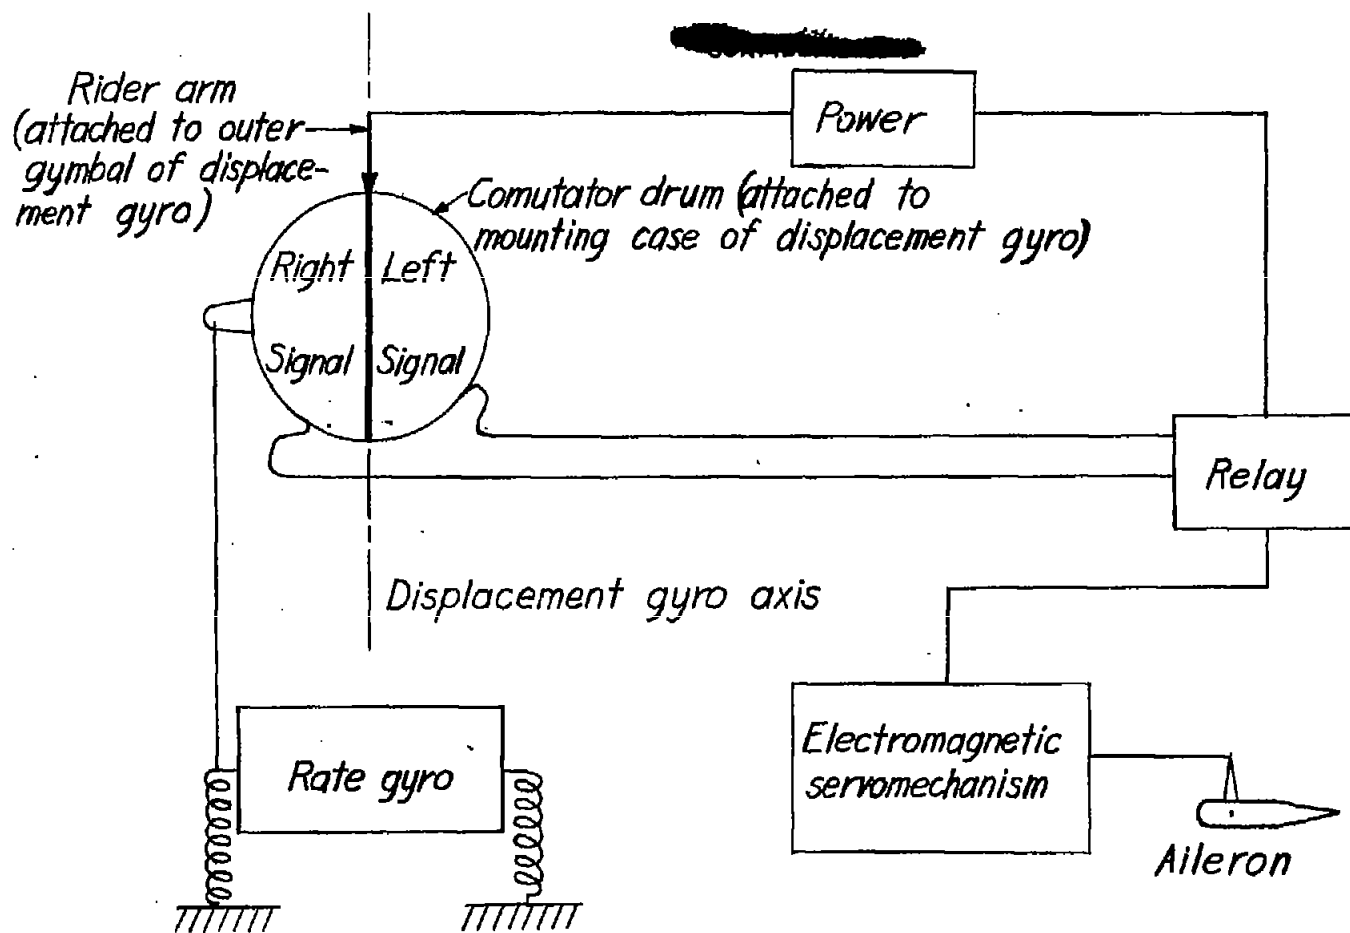 Rider arm
(attached to outer
gymbal of displace-
ment gyro)
Power
Comutator drum (attached to
mounting case of displacement gyro)
Right
Left
Signal
Signal
Relay
Displacement gyro axis
Rate gyro
Electromagnetic
servomechanism
Aileron